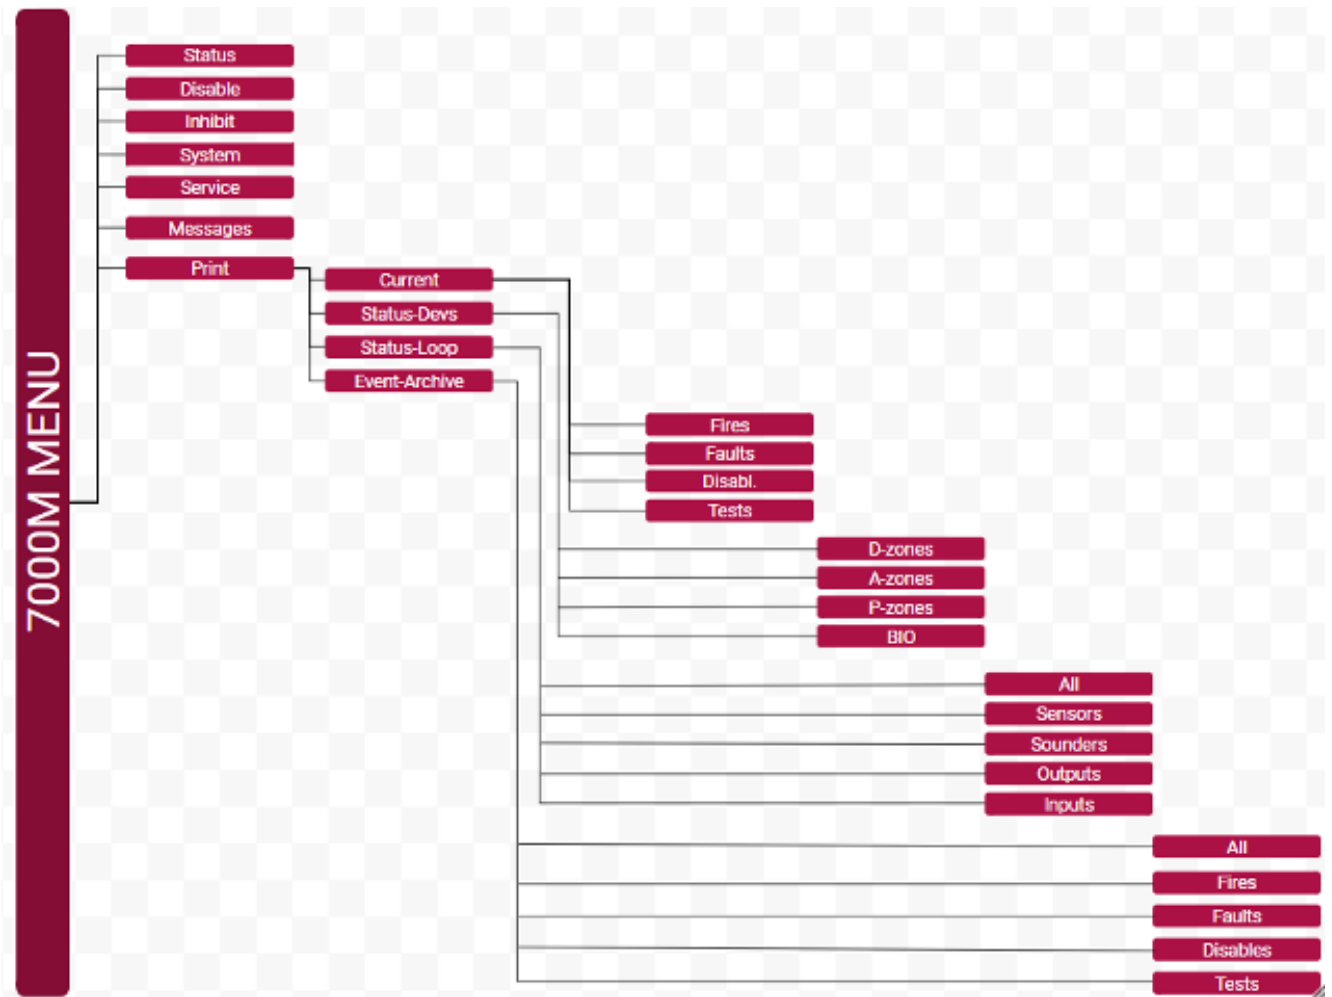 7000M MENU
Status
Disable
Inhibit
System
Service
Messages
Print
Current
Status-Devs
Status-Loop
Event-Archive
Fires
Faults
Disabl.
Tests
D-zones
A-zones
P-zones
BIO
All
Sensors
Sounders
Outputs
Inputs
All
Fires
Faults
Disables
Tests